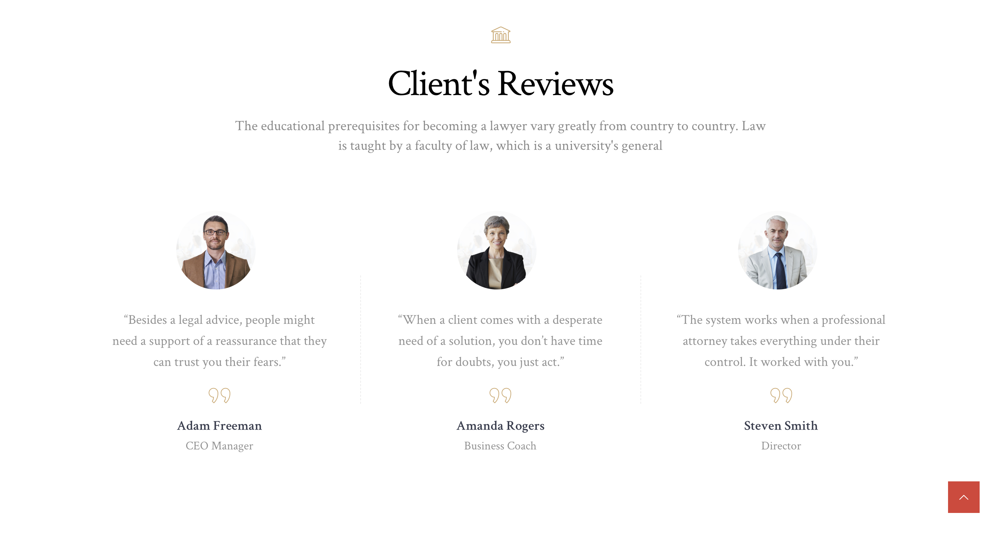 Client's Reviews
The educational prerequisites for becoming a lawyer vary greatly from country to country. Law
is taught by a faculty of law, which is a university's general
“Besides a legal advice, people might
need a support of a reassurance that they
can trust you their fears.”
Adam Freeman
CEO Manager
“When a client comes with a desperate
need of a solution, you don’t have time
for doubts, you just act.”
Amanda Rogers
Business Coach
“The system works when a professional
attorney takes everything under their
control. It worked with you.”
Steven Smith
Director